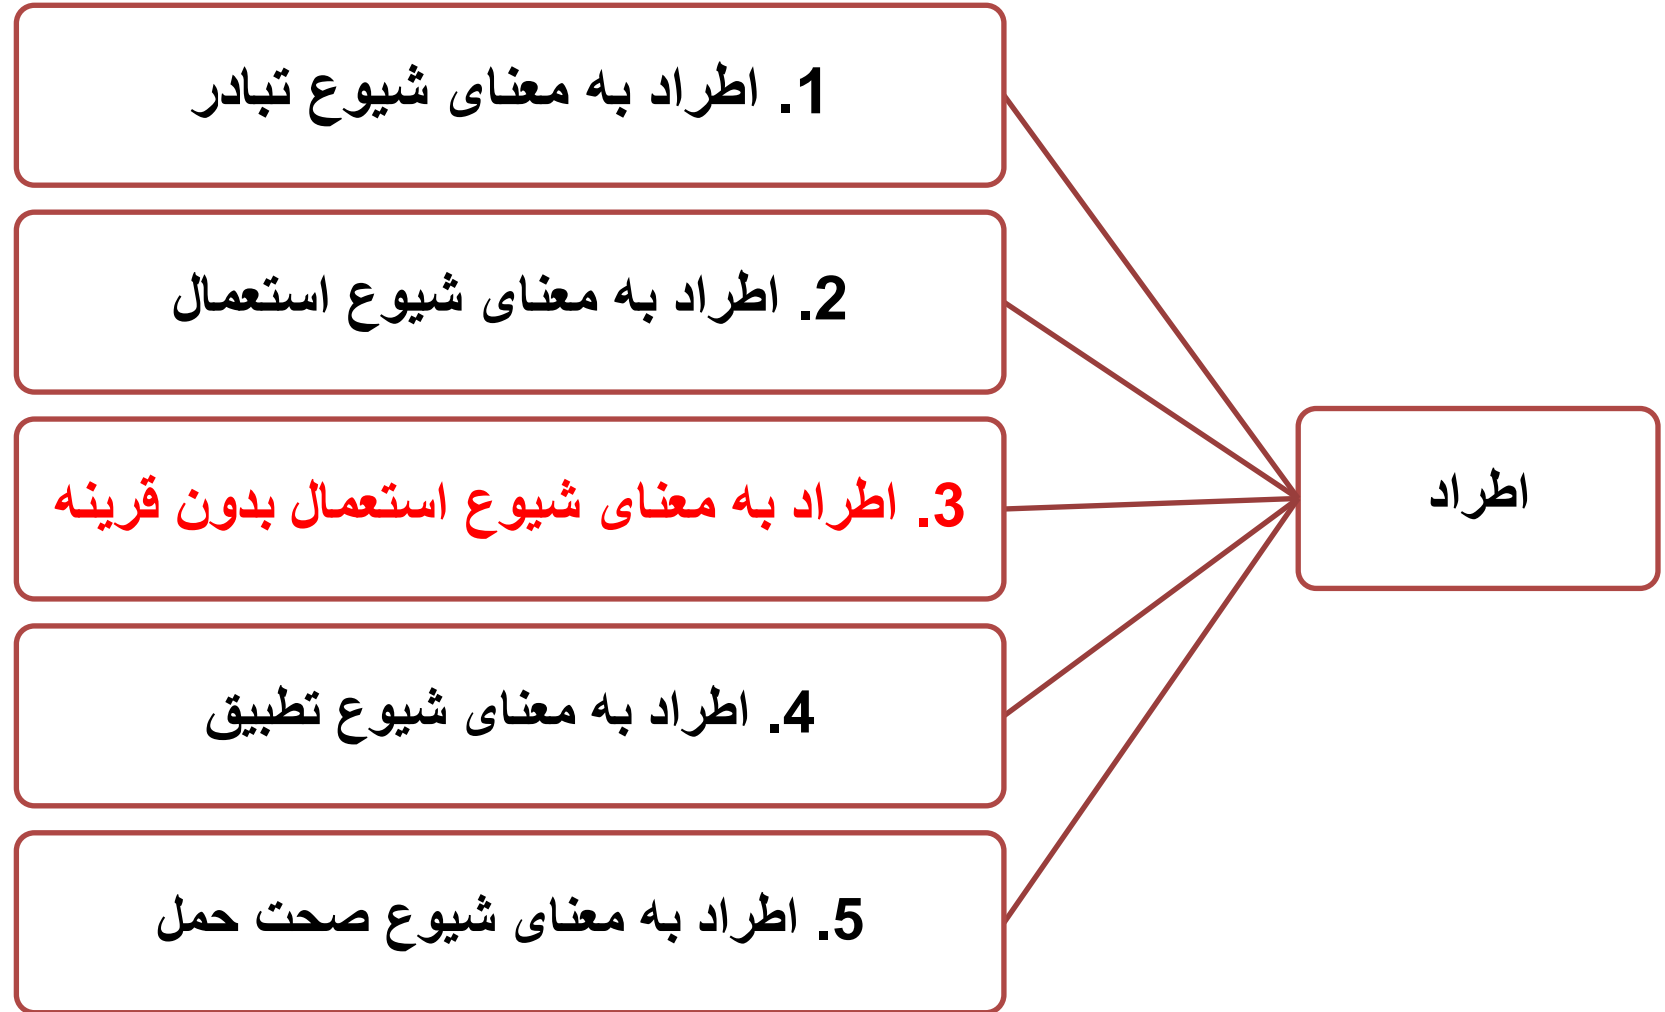 اطراد
1. اطراد به معنای شیوع تبادر
2. اطراد به معنای شیوع استعمال
3. اطراد به معنای شیوع استعمال بدون قرینه
4. اطراد به معنای شیوع تطبیق
5. اطراد به معنای شیوع صحت حمل